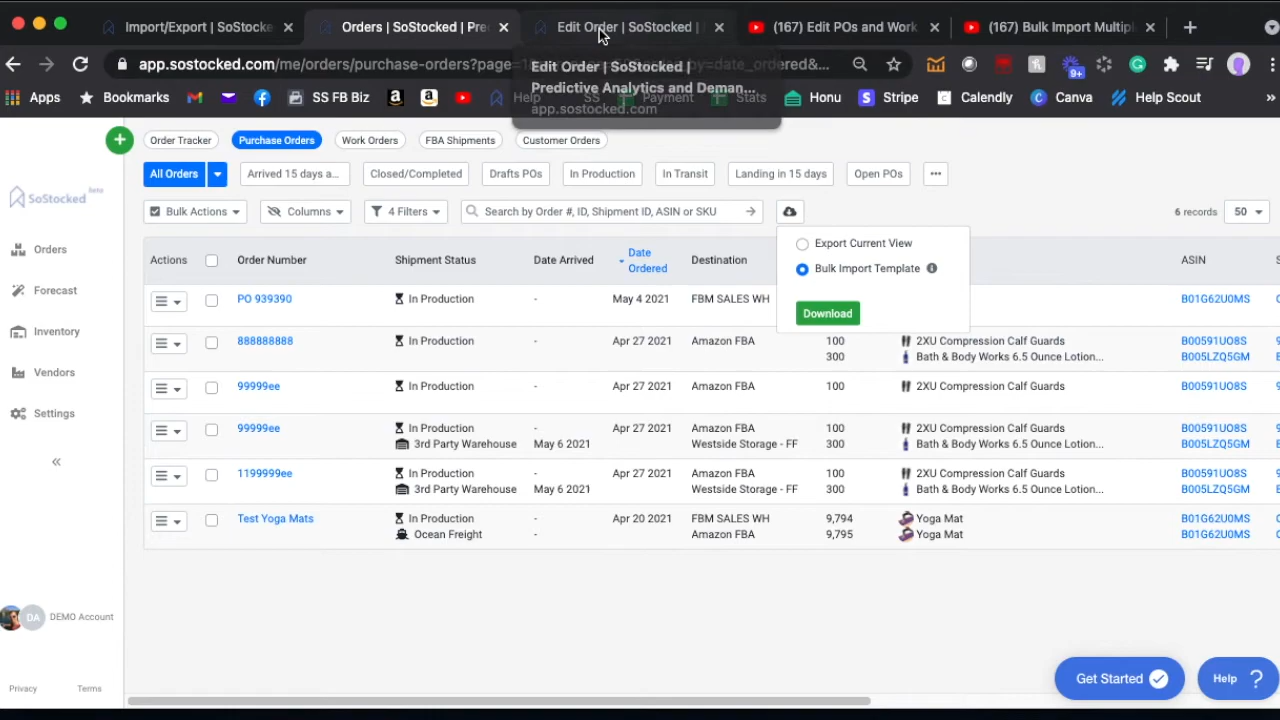 Import/Export | SoStocke
Orders | SoStocked | Pre
Edit Order | SoStocked |
(167) Edit POs and Work
(167) Bulk Import Multipl
app.sostocked.com/me/orders/purchase-orders?page=1
by=date_ordered&...
Edit Order | SoStocked |
Predictive Analytics and Deman...
app.sostocked.com
9+
Apps
Bookmarks
SS FB Biz
Help
SS
Payment
Stats
Honu
Stripe
Calendly
Canva
Help Scout
»
Order Tracker
Purchase Orders
Work Orders
FBA Shipments
Customer Orders
All Orders
Arrived 15 days a...
Closed/Completed
Drafts POs
In Production
In Transit
Landing in 15 days
Open POs
...
SoStocked Beta
Bulk Actions
Columns
4 Filters
Search by Order #, ID, Shipment ID, ASIN or SKU
6 records
50
Export Current View
Bulk Import Template
Download
Orders
Forecast
Inventory
Vendors
Settings
«
DA
DEMO Account
Privacy
Terms
Actions
Order Number
Shipment Status
Date Arrived
Date Ordered
Destination
ASIN
PO 939390
In Production
-
May 4 2021
FBM SALES WH
B01G62U0MS
888888888
In Production
-
Apr 27 2021
Amazon FBA
100
2XU Compression Calf Guards
B00591UO8S
300
Bath & Body Works 6.5 Ounce Lotion...
B005LZQ5GM
99999ee
In Production
-
Apr 27 2021
Amazon FBA
100
2XU Compression Calf Guards
B00591UO8S
99999ee
In Production
-
Apr 27 2021
Amazon FBA
100
2XU Compression Calf Guards
B00591UO8S
3rd Party Warehouse
May 6 2021
Westside Storage - FF
300
Bath & Body Works 6.5 Ounce Lotion...
B005LZQ5GM
1199999ee
In Production
-
Apr 27 2021
Amazon FBA
100
2XU Compression Calf Guards
B00591UO8S
3rd Party Warehouse
May 6 2021
Westside Storage - FF
300
Bath & Body Works 6.5 Ounce Lotion...
B005LZQ5GM
Test Yoga Mats
In Production
-
Apr 20 2021
FBM SALES WH
9,794
Yoga Mat
B01G62U0MS
Ocean Freight
-
Amazon FBA
9,795
Yoga Mat
B01G62U0MS
Get Started
Help ?